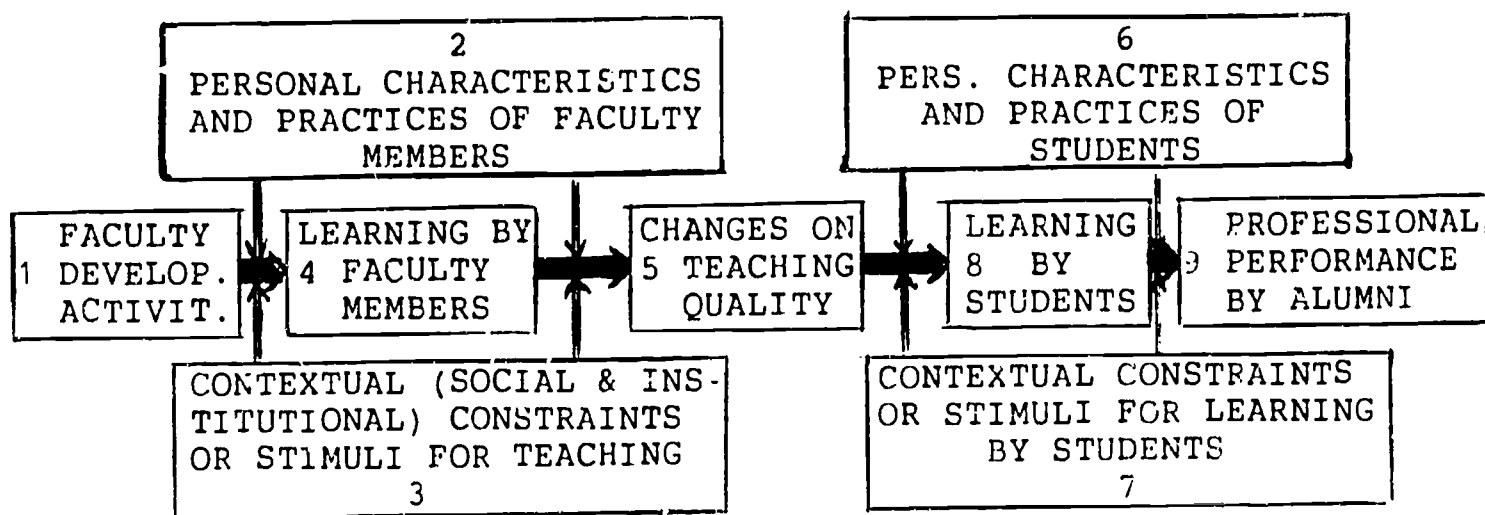 2
PERSONAL CHARACTERISTICS
AND PRACTICES OF FACULTY
MEMBERS
6
PERS. CHARACTERISTICS
AND PRACTICES OF
STUDENTS
FACULTY
1 DEVELOP.
ACTIVIT.
LEARNING BY
4 FACULTY
MEMBERS
CHANGES ON
5 TEACHING
QUALITY
LEARNING
8 BY
STUDENTS
PROFESSIONAL
9 PERFORMANCE
BY ALUMNI
CONTEXTUAL (SOCIAL & INS-
TITUTIONAL) CONSTRAINTS
OR STIMULI FOR TEACHING
3
CONTEXTUAL CONSTRAINTS
OR STIMULI FOR LEARNING
BY STUDENTS
7